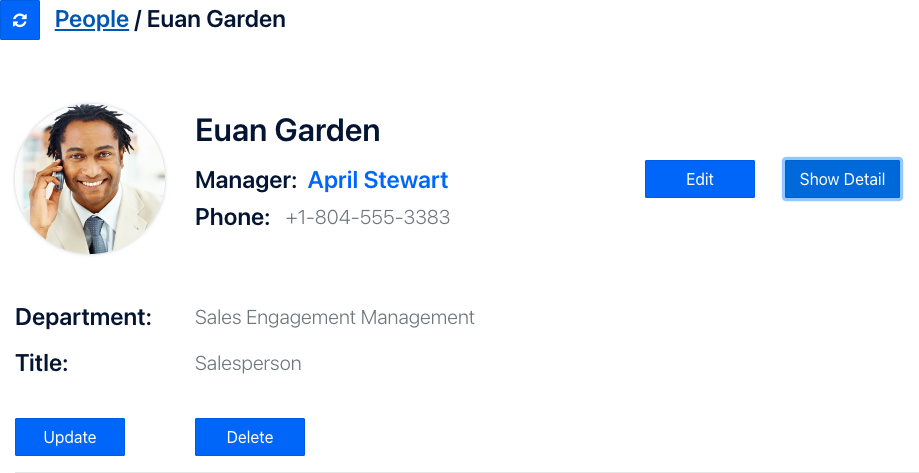 People / Euan Garden
Euan Garden
Manager: April Stewart
Edit
Show Detail
Phone: +1-804-555-3383
Department: Sales Engagement Management
Title: Salesperson
Update
Delete